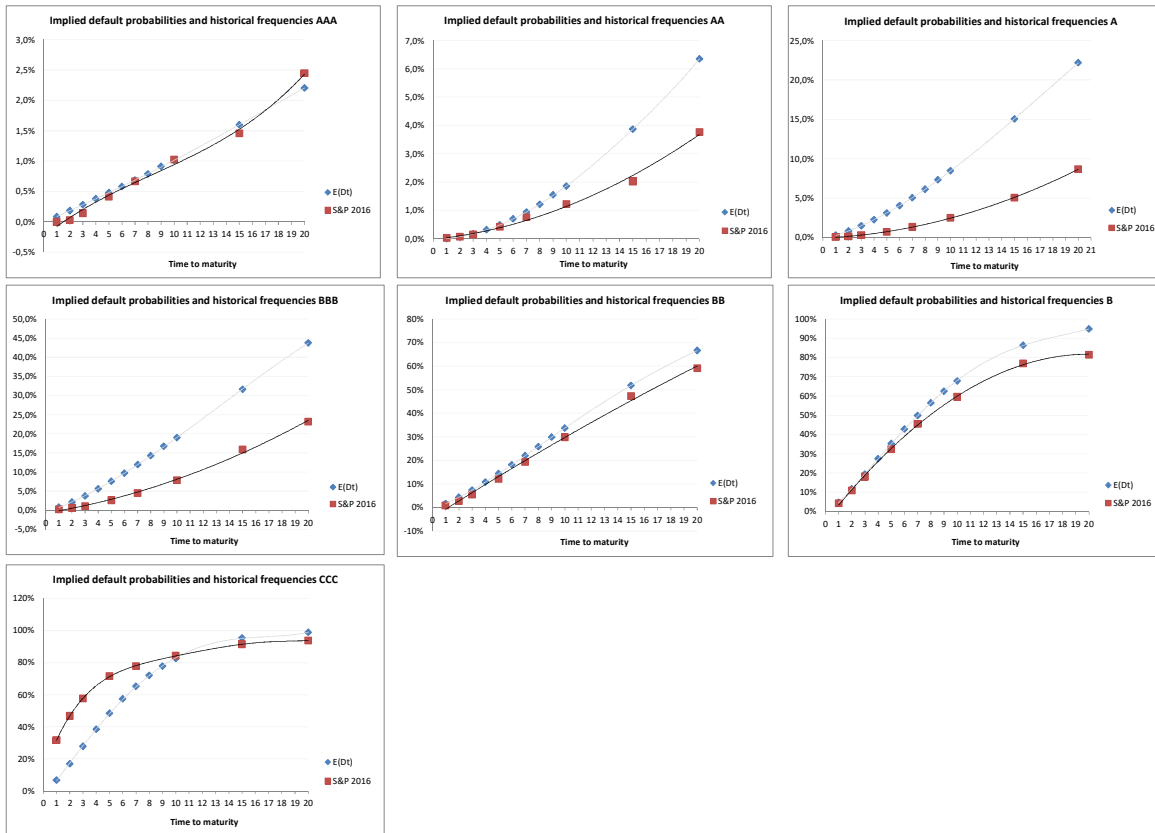 Implied default probabilities and historical frequencies AAA
3,0%
2,5%
2,0%
1,5%
1,0%
0,5%
0,0%
-0,5%
0 1 2 3 4 5 6 7 8 9 10 11 12 13 14 15 16 17 18 19 20
Time to maturity
E(Dt)
S&P 2016
Implied default probabilities and historical frequencies AA
7,0%
6,0%
5,0%
4,0%
3,0%
2,0%
1,0%
0,0%
0 1 2 3 4 5 6 7 8 9 10 11 12 13 14 15 16 17 18 19 20
Time to maturity
E(Dt)
S&P 2016
Implied default probabilities and historical frequencies A
25,0%
20,0%
15,0%
10,0%
5,0%
0,0%
0 1 2 3 4 5 6 7 8 9 10 11 12 13 14 15 16 17 18 19 20 21
Time to maturity
E(Dt)
S&P 2016
Implied default probabilities and historical frequencies BBB
50,0%
45,0%
40,0%
35,0%
30,0%
25,0%
20,0%
15,0%
10,0%
5,0%
0,0%
-5,0%
0 1 2 3 4 5 6 7 8 9 10 11 12 13 14 15 16 17 18 19 20
Time to maturity
E(Dt)
S&P 2016
Implied default probabilities and historical frequencies BB
80%
70%
60%
50%
40%
30%
20%
10%
0%
-10%
0 1 2 3 4 5 6 7 8 9 10 11 12 13 14 15 16 17 18 19 20
Time to maturity
E(Dt)
S&P 2016
Implied default probabilities and historical frequencies B
100%
90%
80%
70%
60%
50%
40%
30%
20%
10%
0%
0 1 2 3 4 5 6 7 8 9 10 11 12 13 14 15 16 17 18 19 20
Time to maturity
E(Dt)
S&P 2016
Implied default probabilities and historical frequencies CCC
120%
100%
80%
60%
40%
20%
0%
0 1 2 3 4 5 6 7 8 9 10 11 12 13 14 15 16 17 18 19 20
Time to maturity
E(Dt)
S&P 2016